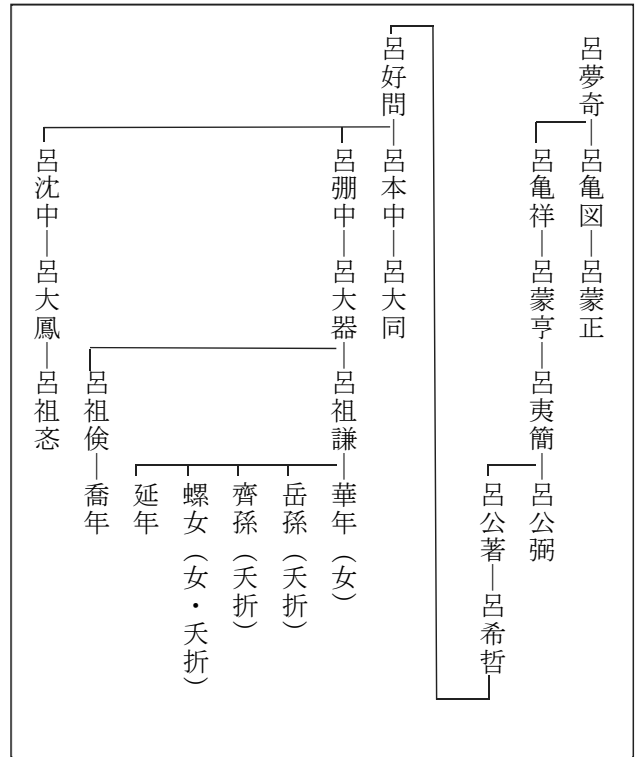 呂夢奇
呂亀図―呂蒙正
呂亀祥―呂蒙亨―呂夷簡―呂公弼
呂公著―呂希哲
呂好問―呂本中―呂大同
呂弸中―呂大器―呂祖謙―華年（女）
岳孫（夭折）
齊孫（夭折）
螺女（女・夭折）
延年
呂祖倹―喬年
呂沈中―呂大鳳―呂祖忞